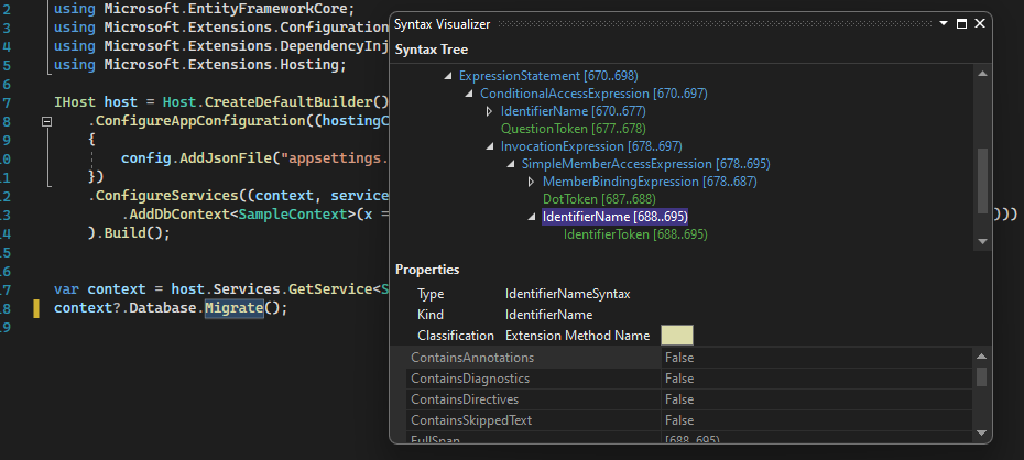 2 using Microsoft.EntityFrameworkCore;
3 using Microsoft.Extensions.Configuration
4 using Microsoft.Extensions.DependencyInj
5 using Microsoft.Extensions.Hosting;
6
7 IHost host = Host.CreateDefaultBuilder()
8 .ConfigureAppConfiguration((hostingC
9 {
10 config.AddJsonFile("appsettings.
11 })
12 .ConfigureServices((context, service
13 .AddDbContext<SampleContext>(x = )))
14 ).Build();
15
16
17 var context = host.Services.GetService<S
18 context?.Database.Migrate();
19
Syntax Visualizer
Syntax Tree
ExpressionStatement [670..698)
ConditionalAccessExpression [670..697)
IdentifierName [670..677)
QuestionToken [677..678)
InvocationExpression [678..697)
SimpleMemberAccessExpression [678..695)
MemberBindingExpression [678..687)
DotToken [687..688)
IdentifierName [688..695)
IdentifierToken [688..695)
Properties
Type IdentifierNameSyntax
Kind IdentifierName
Classification Extension Method Name
ContainsAnnotations False
ContainsDiagnostics False
ContainsDirectives False
ContainsSkippedText False
FullSpan [688..695)